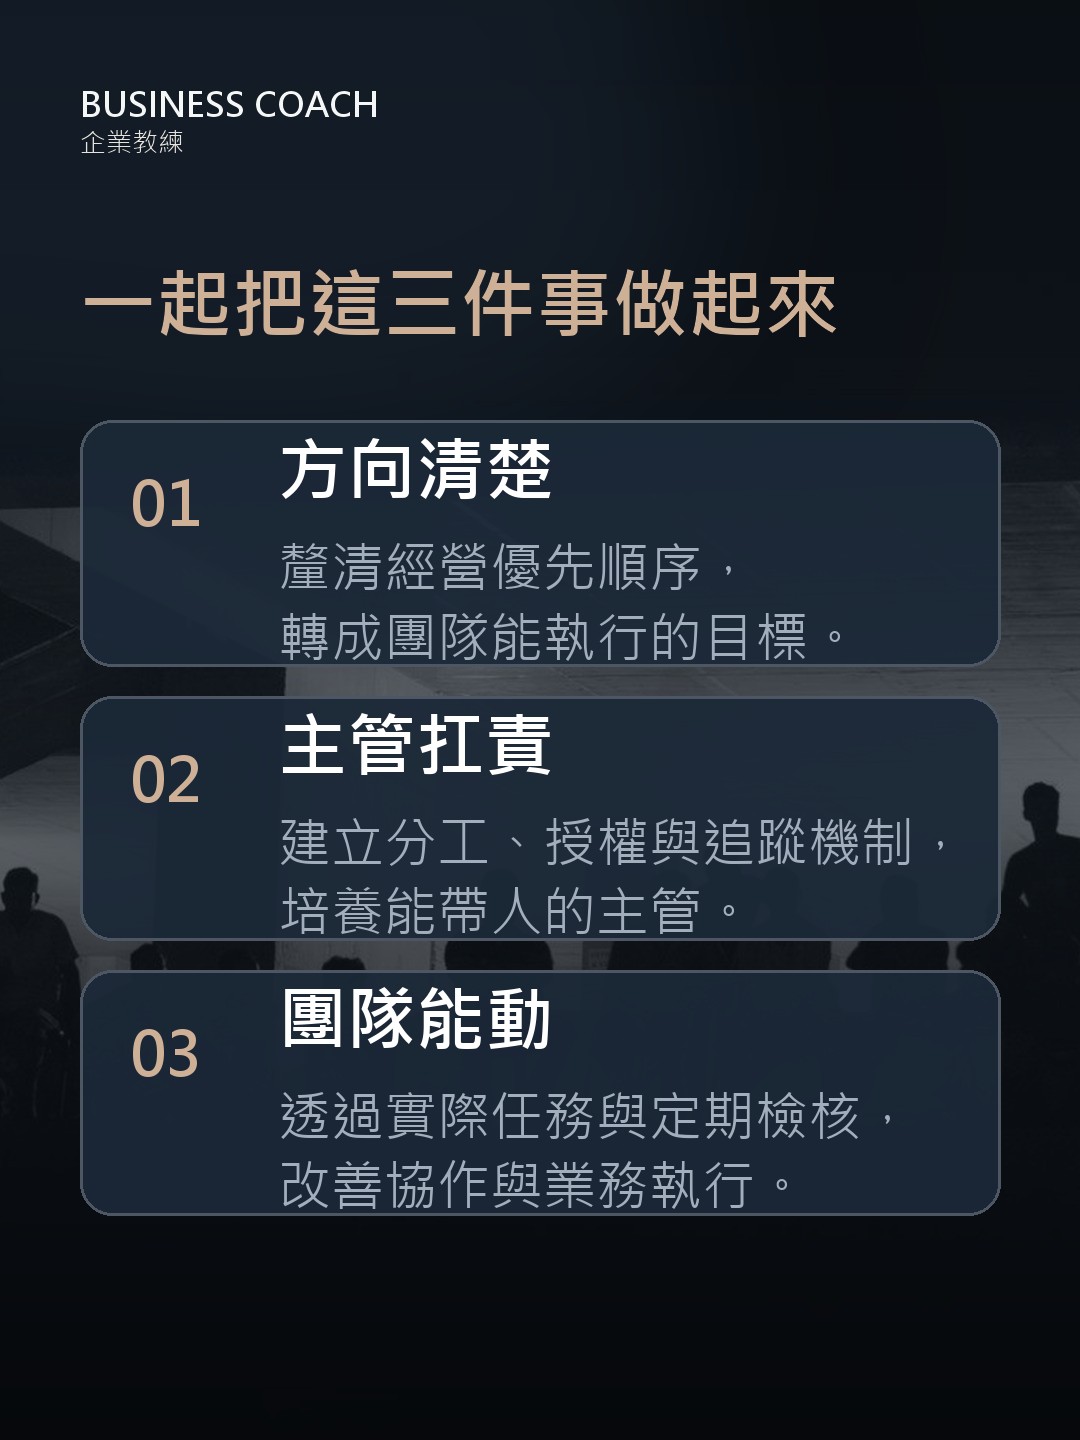 BUSINESS COACH
企業教練
一起把這三件事做起來
01
方向清楚
釐清經營優先順序，
轉成團隊能執行的目標。
02
主管扛責
建立分工、授權與追蹤機制，
培養能帶人的主管。
03
團隊能動
透過實際任務與定期檢核，
改善協作與業務執行。